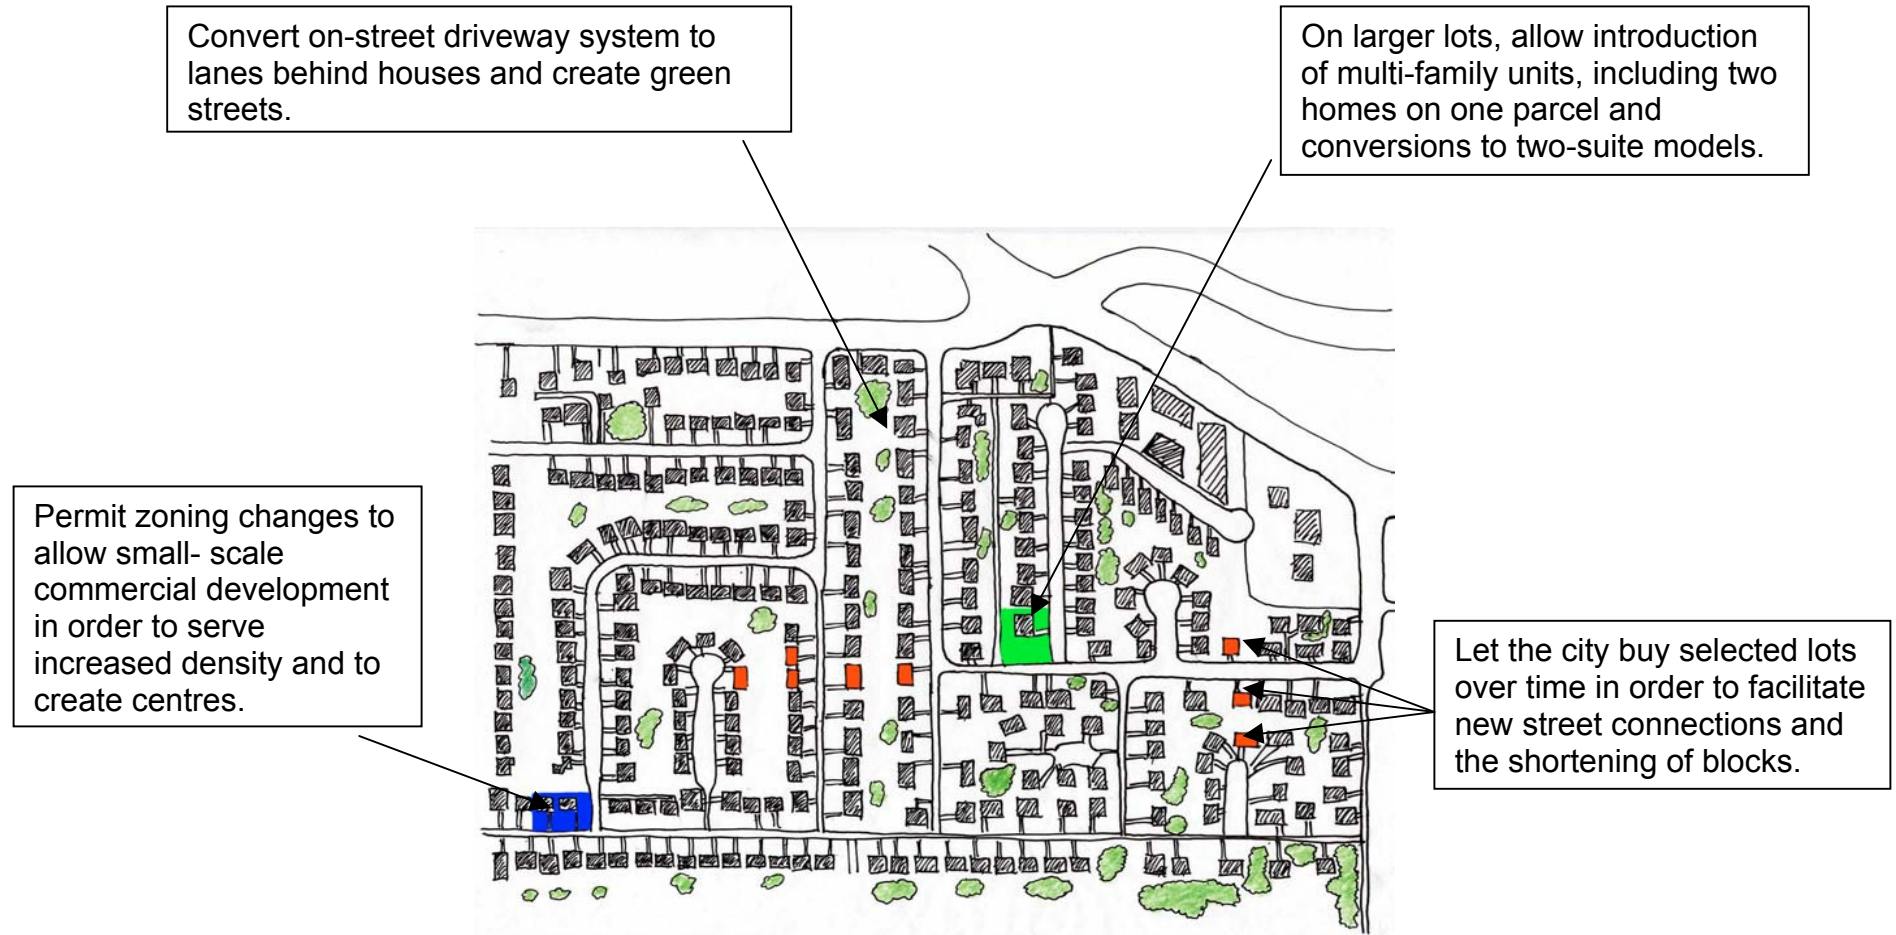 Convert on-street driveway system to
lanes behind houses and create green
streets.
On larger lots, allow introduction
of multi-family units, including two
homes on one parcel and
conversions to two-suite models.
Permit zoning changes to
allow small- scale
commercial development
in order to serve
increased density and to
create centres.
Let the city buy selected lots
over time in order to facilitate
new street connections and
the shortening of blocks.